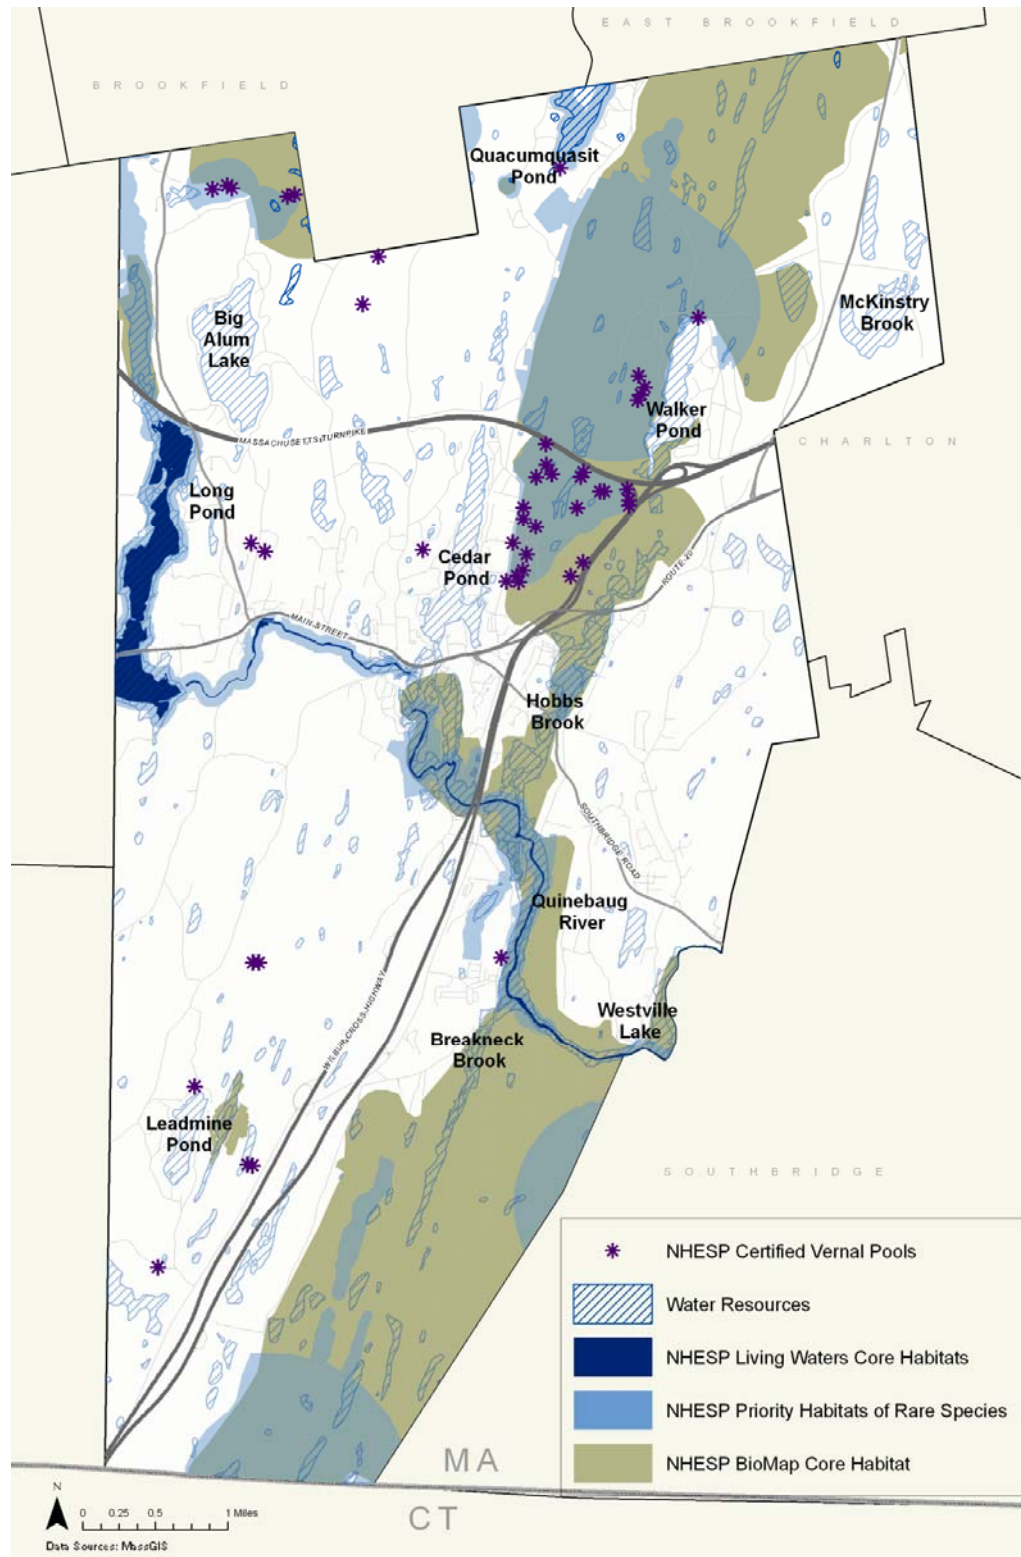 EAST BROOKFIELD
BROOKFIELD
Quacumquasit
Pond
McKinstry
Brook
Big
Alum
Lake
Walker
Pond
MASSACHUSETTS TURNPIKE
CHARLTON
Long
Pond
Cedar
Pond
ROUTE 20
MAIN STREET
Hobbs
Brook
SOUTHBRIDGE ROAD
Quinebaug
River
WILBUR CROSS HIGHWAY
Westville
Lake
Breakneck
Brook
Leadmine
Pond
SOUTHBRIDGE
NHESP Certified Vernal Pools
Water Resources
NHESP Living Waters Core Habitats
NHESP Priority Habitats of Rare Species
NHESP BioMap Core Habitat
MA
CT
N
0 0.25 0.5 1 Miles
Data Sources: MassGIS